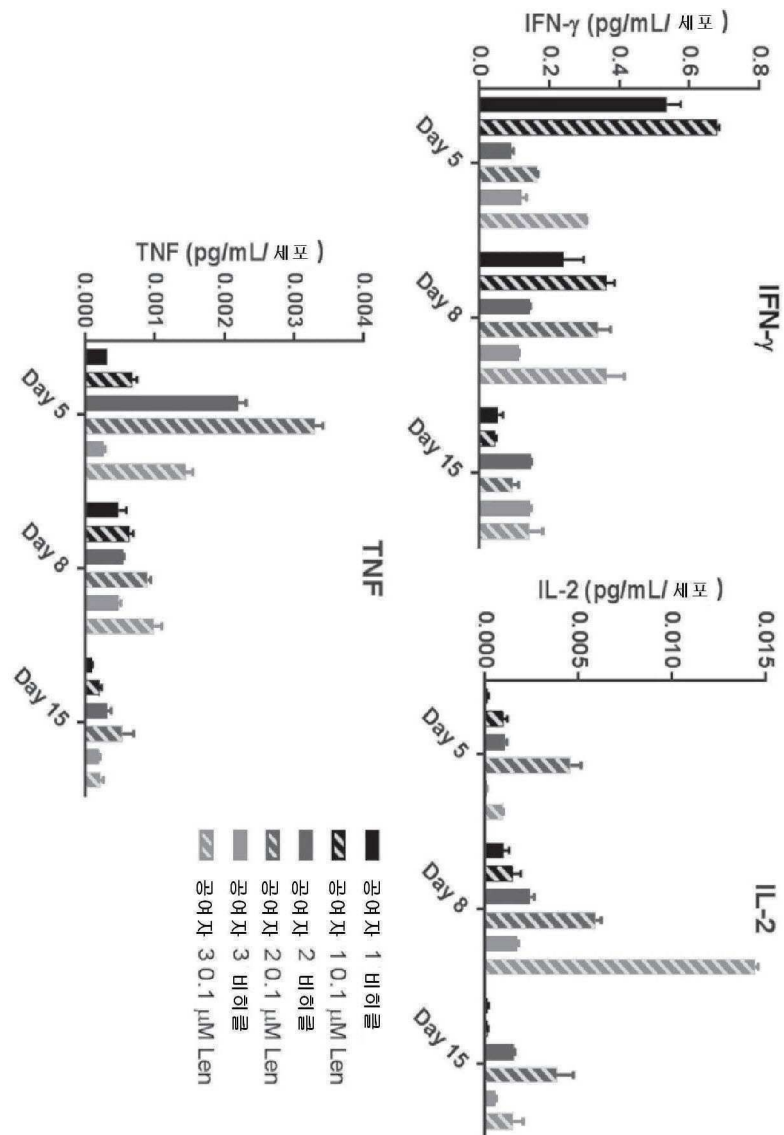 IFN-γ
IFN-γ (pg/mL/ 세포 )
0.8
0.6
0.4
0.2
0.0
Day 5
Day 8
Day 15
IL-2
IL-2 (pg/mL/ 세포 )
0.015
0.010
0.005
0.000
Day 5
Day 8
Day 15
TNF
TNF (pg/mL/ 세포 )
0.004
0.003
0.002
0.001
0.000
Day 5
Day 8
Day 15
공여자 1 비히클
공여자 1 0.1 μM Len
공여자 2 비히클
공여자 2 0.1 μM Len
공여자 3 비히클
공여자 3 0.1 μM Len